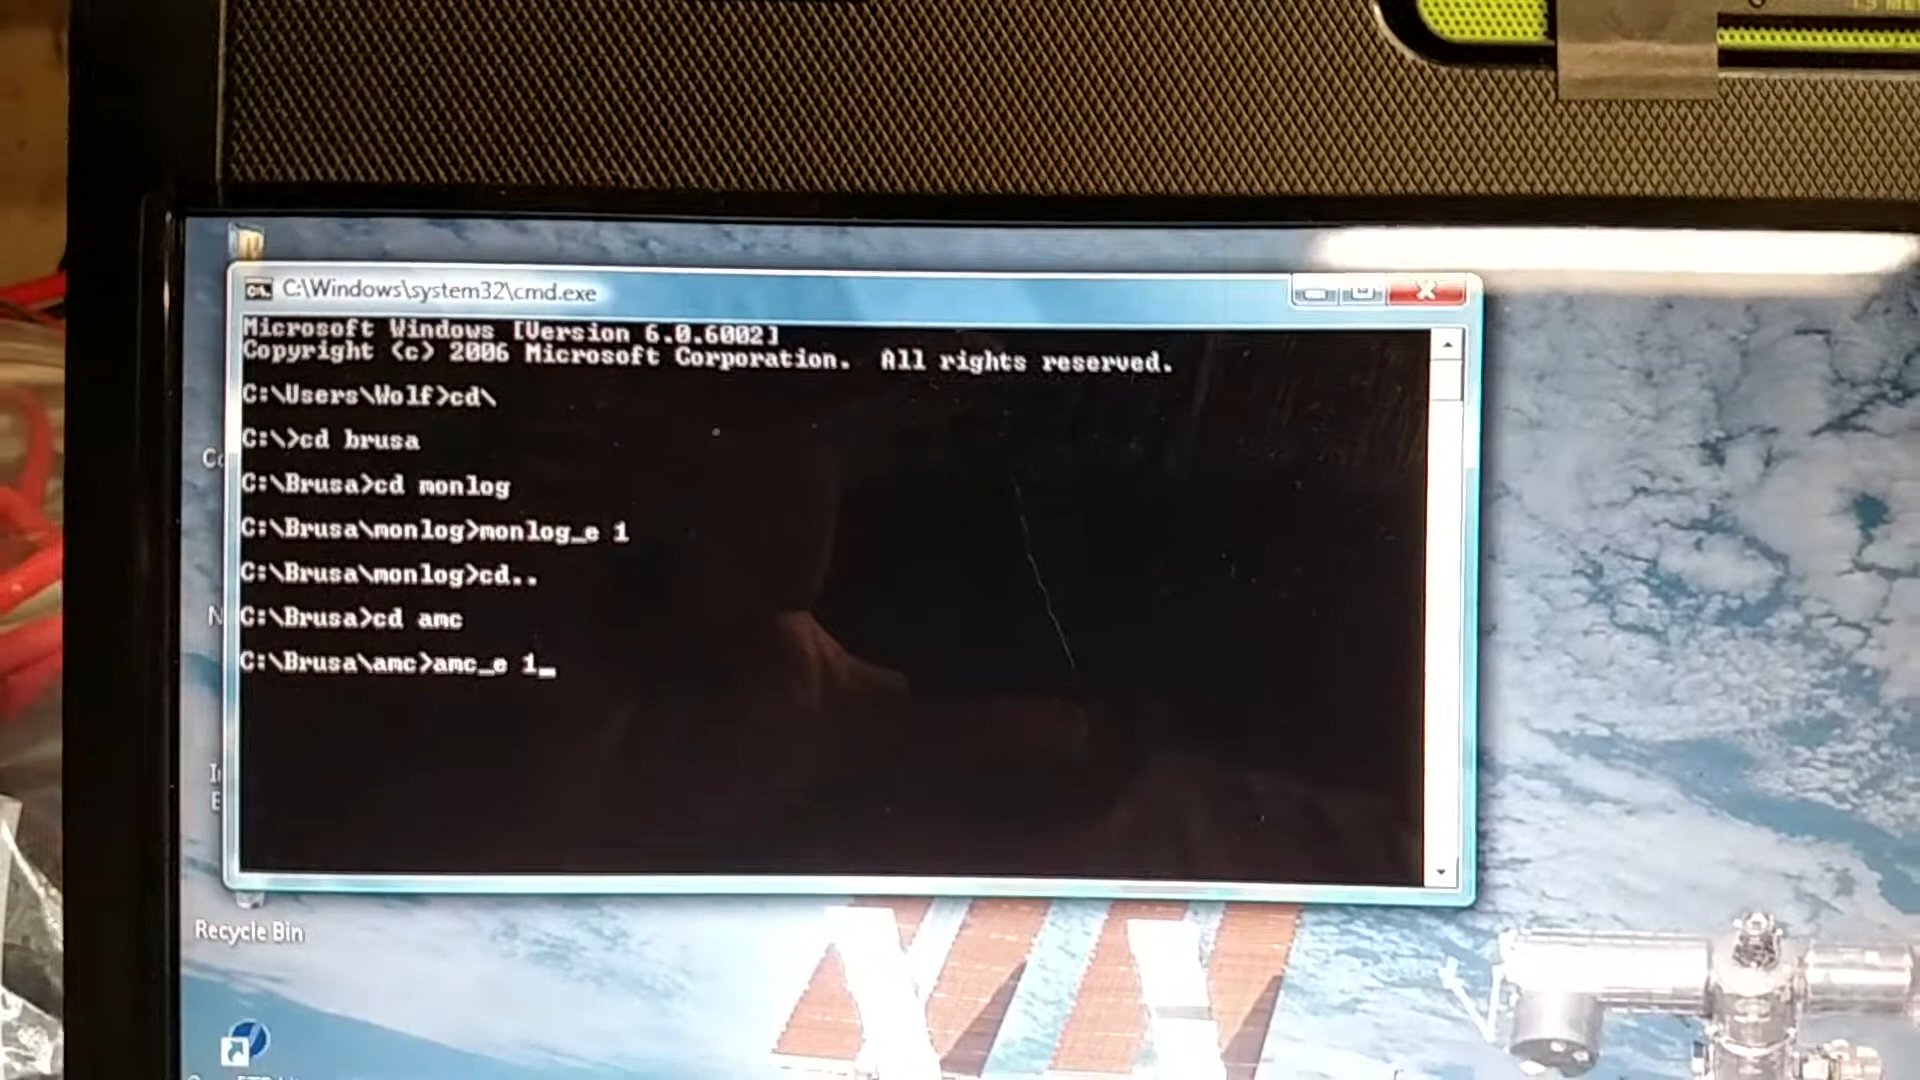 C:\Windows\system32\cmd.exe
Microsoft Windows [Version 6.0.6002]
Copyright (c) 2006 Microsoft Corporation.  All rights reserved.
C:\Users\Wolf>cd\
C:\>cd brusa
C:\Brusa>cd monlog
C:\Brusa\monlog>monlog_e 1
C:\Brusa\monlog>cd..
C:\Brusa>cd amc
C:\Brusa\amc>amc_e 1_
Recycle Bin